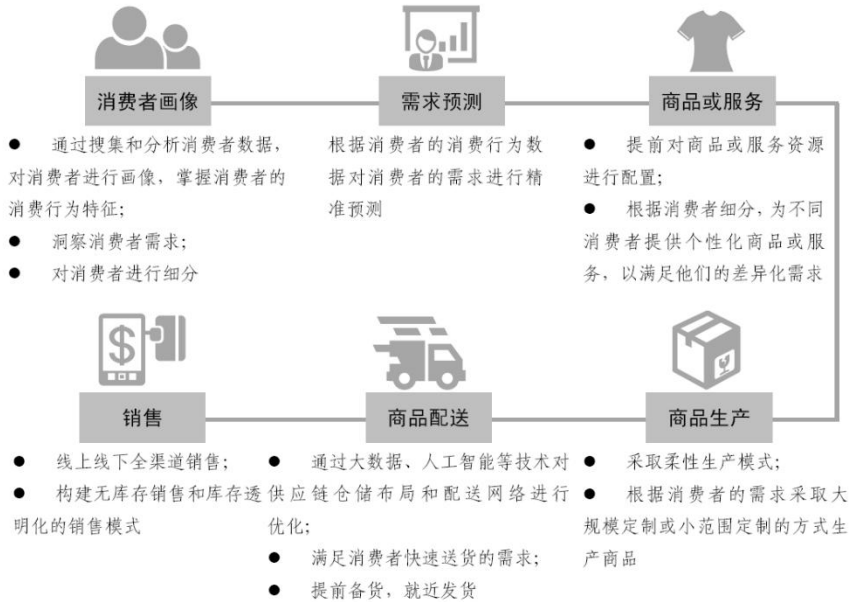 消费者画像
● 通过搜集和分析消费者数据，
对消费者进行画像，掌握消费者的
消费行为特征；
● 洞察消费者需求；
● 对消费者进行细分
需求预测
根据消费者的消费行为数
据对消费者的需求进行精
准预测
商品或服务
● 提前对商品或服务资源
进行配置；
● 根据消费者细分，为不同
消费者提供个性化商品或服
务，以满足他们的差异化需求
$
销售
● 线上线下全渠道销售；
● 构建无库存销售和库存透
明化的销售模式
商品配送
● 通过大数据、人工智能等技术对
供应链仓储布局和配送网络进行
优化；
● 满足消费者快速送货的需求；
● 提前备货，就近发货
商品生产
● 采取柔性生产模式；
● 根据消费者的需求采取大
规模定制或小范围定制的方式生
产商品